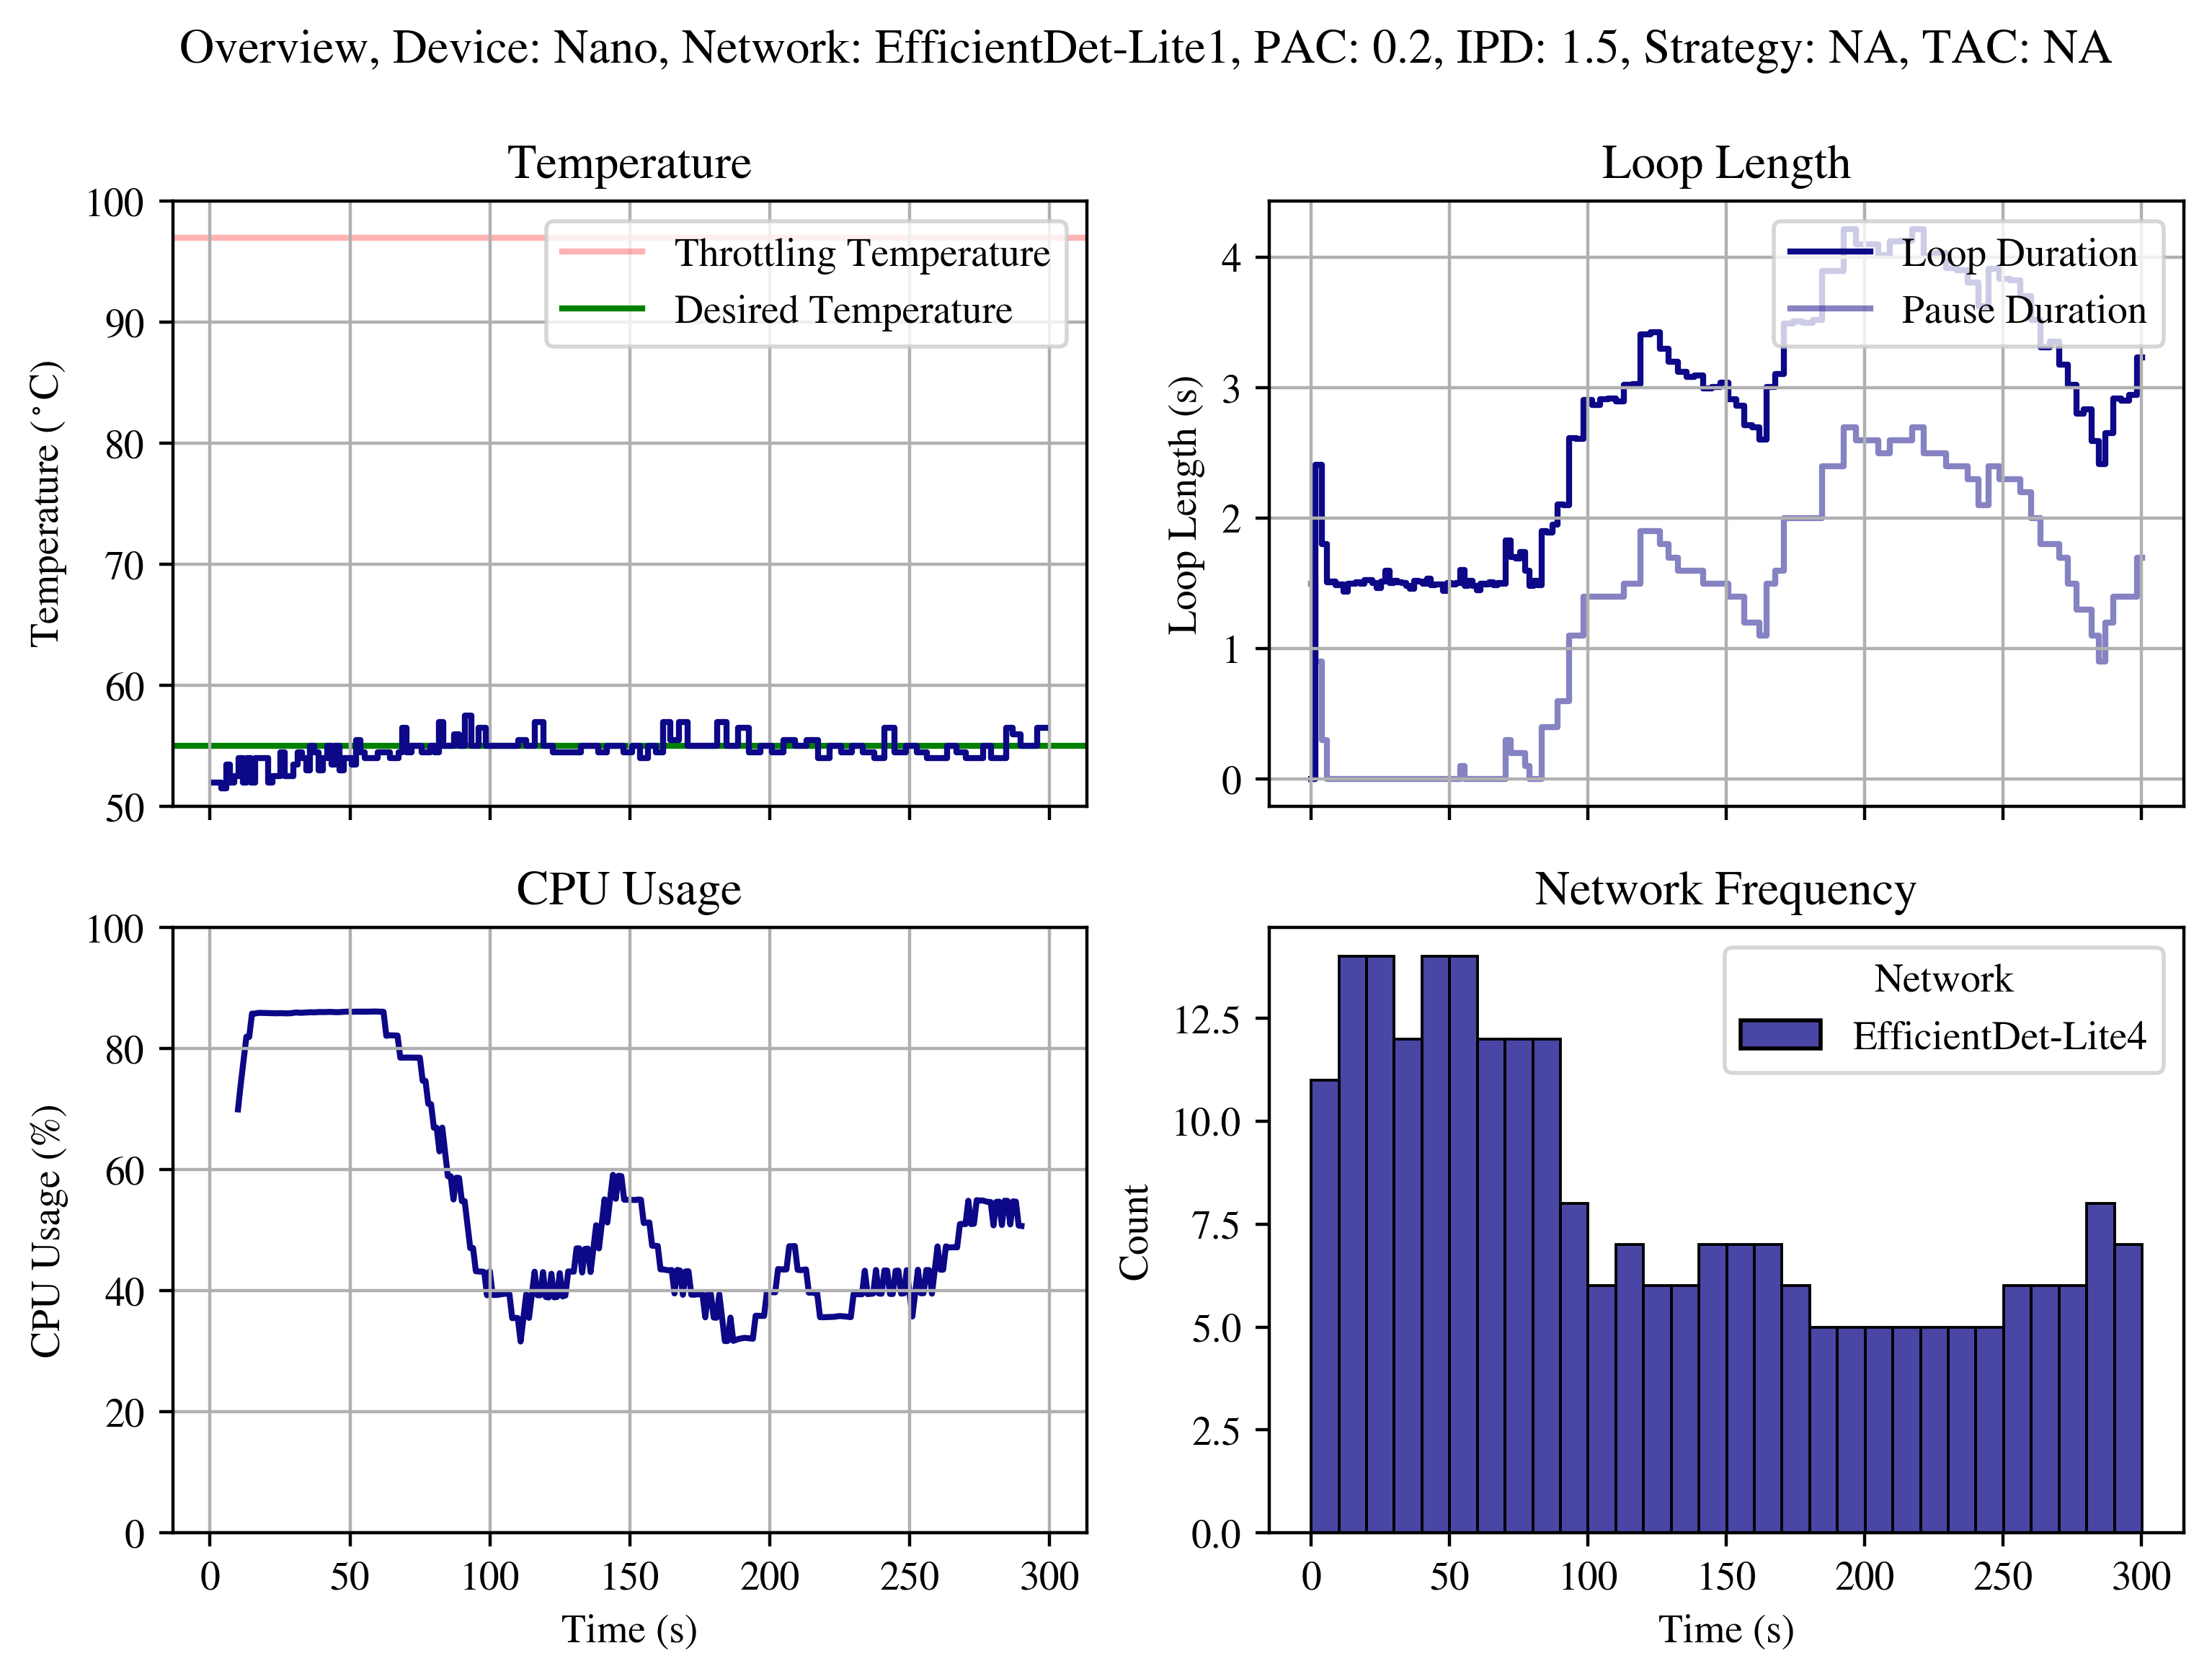 Overview, Device: Nano, Network: EfficientDet-Lite1, PAC: 0.2, IPD: 1.5, Strategy: NA, TAC: NA
Temperature
100
90
80
70
60
50
Temperature (°C)
Throttling Temperature
Desired Temperature
Loop Length
4
3
2
1
0
Loop Length (s)
Loop Duration
Pause Duration
CPU Usage
100
80
60
40
20
0
CPU Usage (%)
0 50 100 150 200 250 300
Time (s)
Network Frequency
12.5
10.0
7.5
5.0
2.5
0.0
Count
Network
EfficientDet-Lite4
0 50 100 150 200 250 300
Time (s)